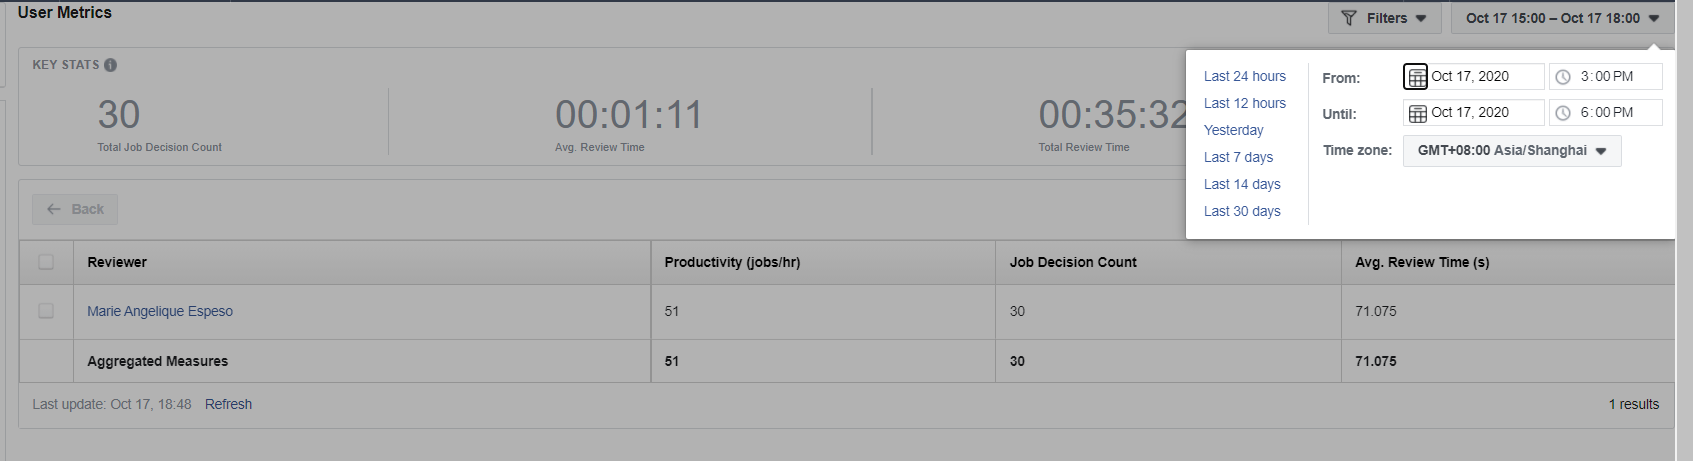 User Metrics
Filters
Oct 17 15:00 – Oct 17 18:00
KEY STATS
30
Total Job Decision Count
00:01:11
Avg. Review Time
00:35:32
Total Review Time
Last 24 hours
Last 12 hours
Yesterday
Last 7 days
Last 14 days
Last 30 days
From: Oct 17, 2020 3:00 PM
Until: Oct 17, 2020 6:00 PM
Time zone: GMT+08:00 Asia/Shanghai
Back
Reviewer Productivity (jobs/hr) Job Decision Count Avg. Review Time (s)
Marie Angelique Espeso 51 30 71.075
Aggregated Measures 51 30 71.075
Last update: Oct 17, 18:48 Refresh 1 results